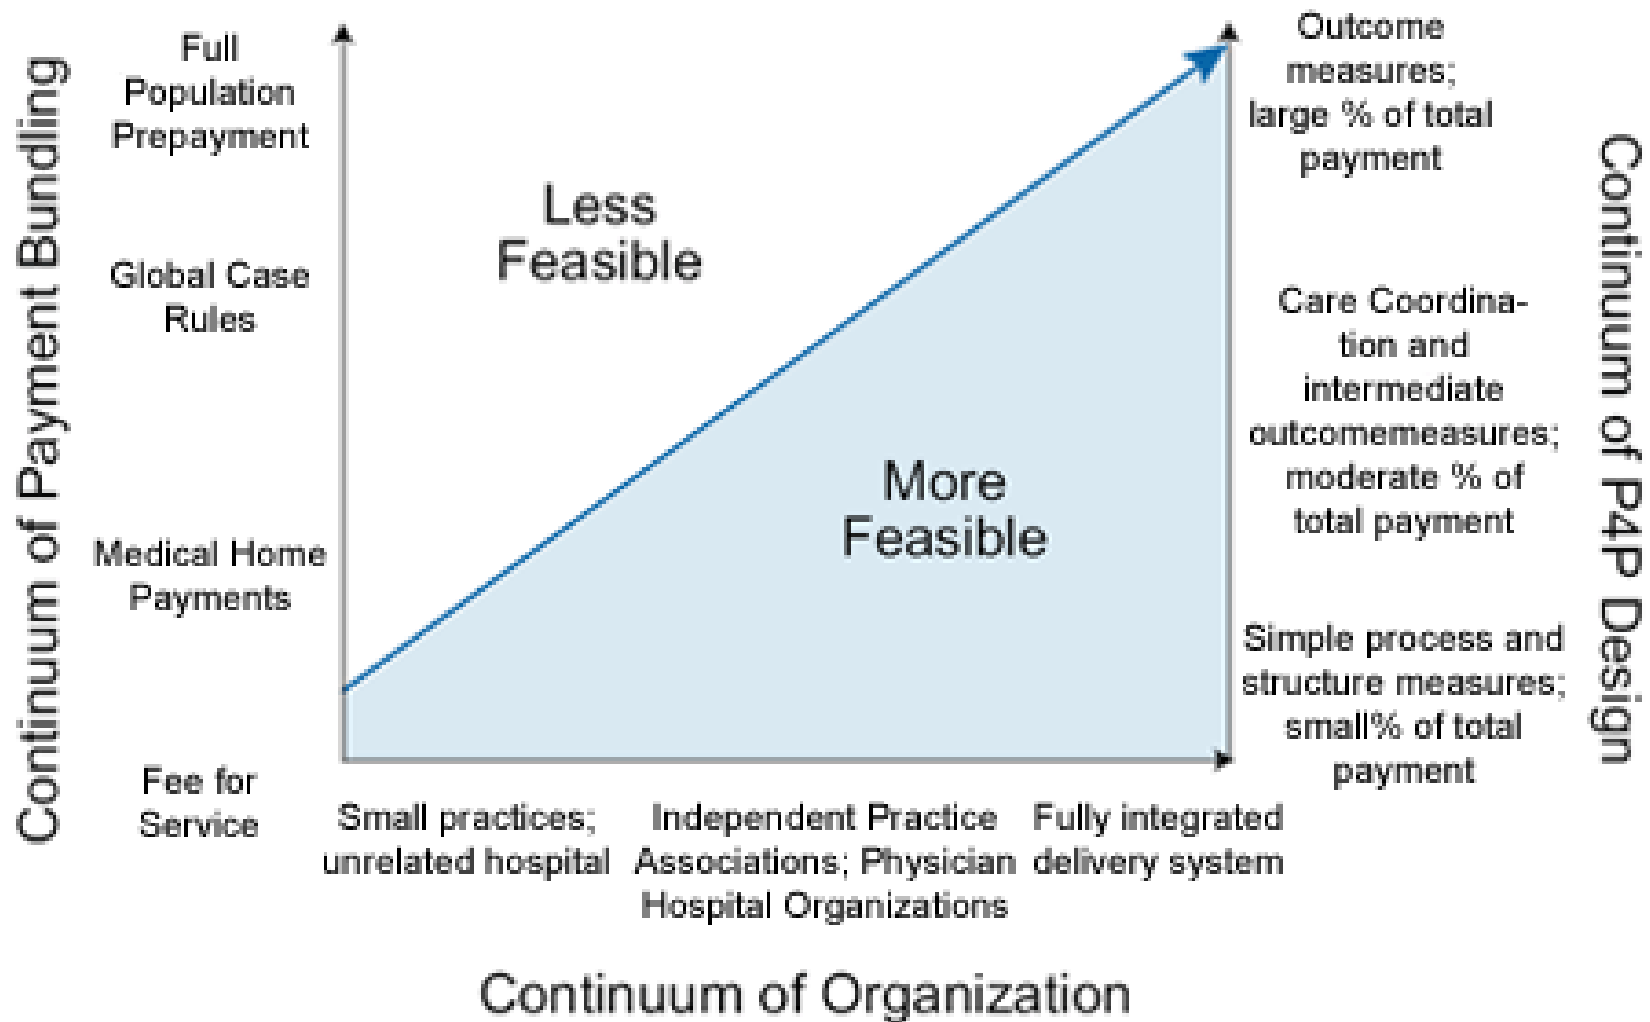 Continuum of Payment Bundling
Full
Population
Prepayment
Global Case
Rules
Medical Home
Payments
Fee for
Service
Less
Feasible
More
Feasible
Outcome
measures;
large % of total
payment
Care Coordina-
tion and
intermediate
outcomemeasures;
moderate % of
total payment
Simple process and
structure measures;
small% of total
payment
Continuum of P4P Design
Small practices;
unrelated hospital
Independent Practice
Associations; Physician
Hospital Organizations
Fully integrated
delivery system
Continuum of Organization